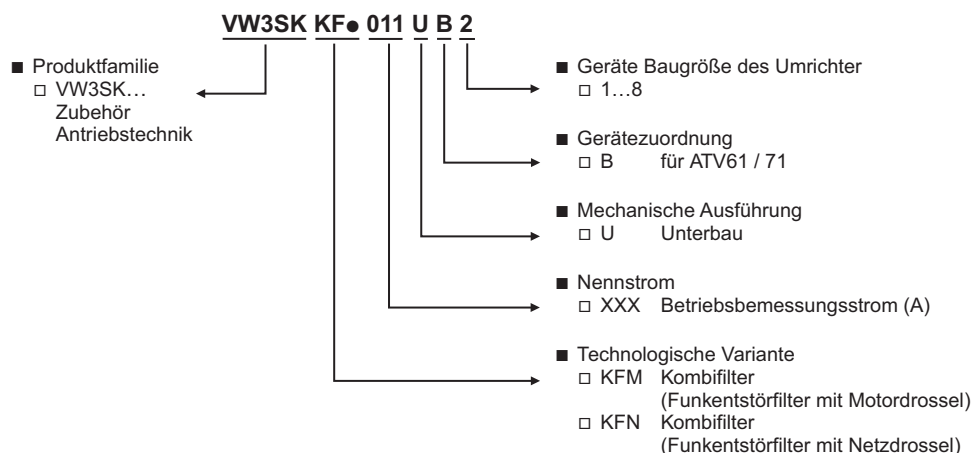 VW3SK KF● 011 U B 2
■ Produktfamilie
□ VW3SK...
Zubehör
Antriebstechnik
■ Geräte Baugröße des Umrichter
□ 1...8
■ Gerätezuordnung
□ B für ATV61 / 71
■ Mechanische Ausführung
□ U Unterbau
■ Nennstrom
□ XXX Betriebsbemessungsstrom (A)
■ Technologische Variante
□ KFM Kombifilter
(Funkentstörfilter mit Motordrossel)
□ KFN Kombifilter
(Funkentstörfilter mit Netzdrossel)